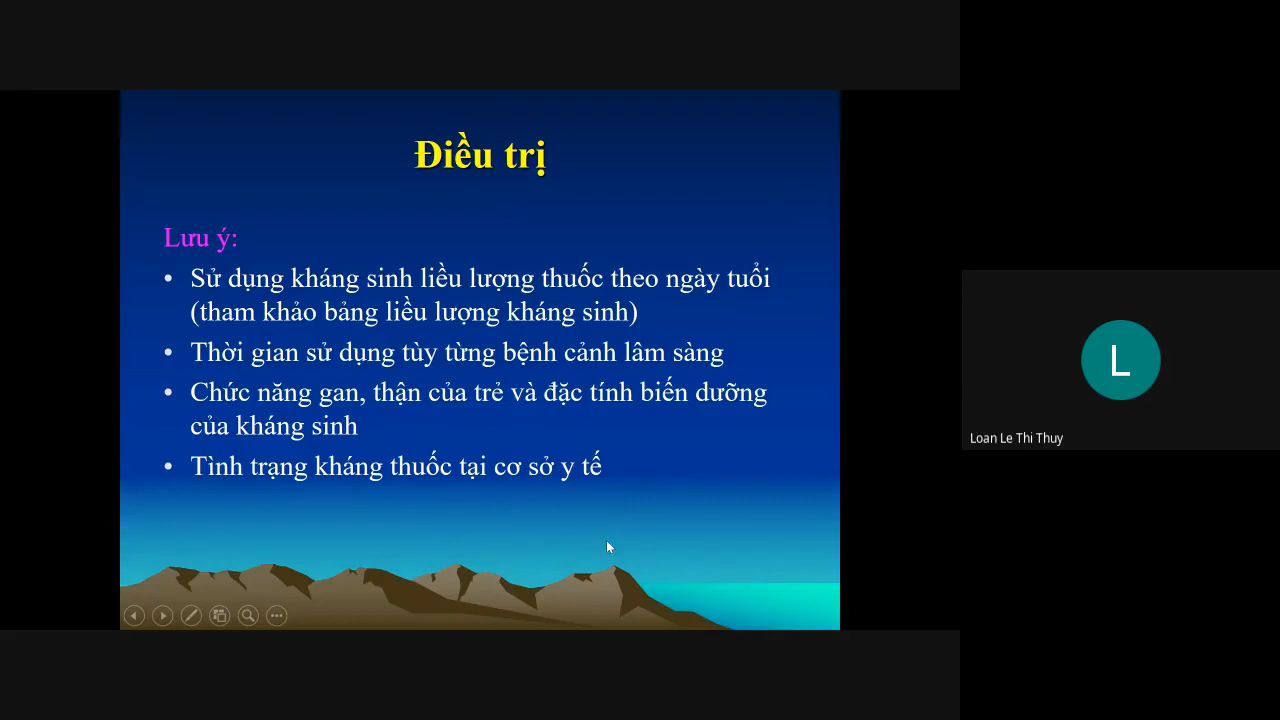 Điều trị
Lưu ý:
• Sử dụng kháng sinh liều lượng thuốc theo ngày tuổi
(tham khảo bảng liều lượng kháng sinh)
• Thời gian sử dụng tùy từng bệnh cảnh lâm sàng
• Chức năng gan, thận của trẻ và đặc tính biến dưỡng
của kháng sinh
• Tình trạng kháng thuốc tại cơ sở y tế
L
Loan Le Thi Thuy